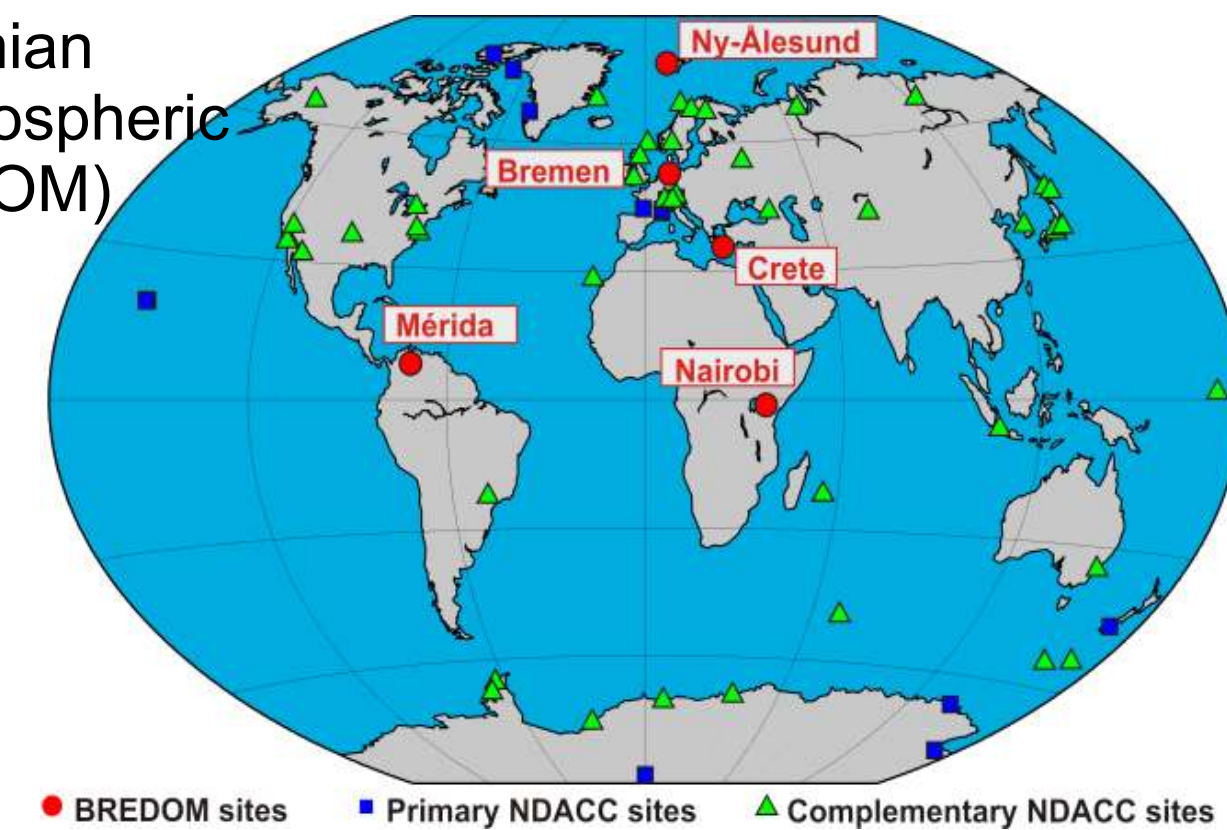 nian
ospheric
OM)
Ny-Ålesund
Bremen
Crete
Mérida
Nairobi
BREDOM sites
Primary NDACC sites
Complementary NDACC sites